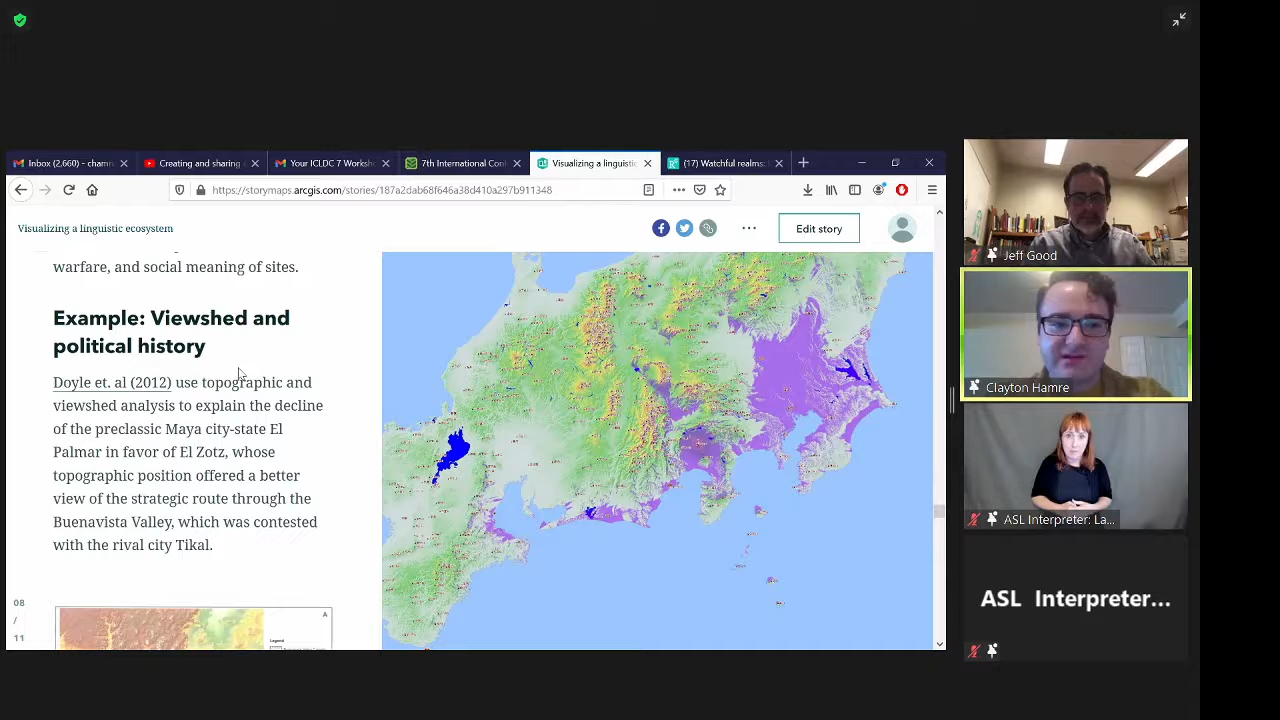 Inbox (2,660) - chamr
Creating and sharing
Your ICLDC 7 Worksho
7th International Con
Visualizing a linguistic
(17) Watchful realms:
https://storymaps.arcgis.com/stories/187a2dab68f646a38d410a297b911348
Visualizing a linguistic ecosystem
Edit story
warfare, and social meaning of sites.
Example: Viewshed and
political history
Doyle et. al (2012) use topographic and
viewshed analysis to explain the decline
of the preclassic Maya city-state El
Palmar in favor of El Zotz, whose
topographic position offered a better
view of the strategic route through the
Buenavista Valley, which was contested
with the rival city Tikal.
08
/
11
A
Legend
Jeff Good
Clayton Hamre
ASL Interpreter: La...
ASL Interpreter...